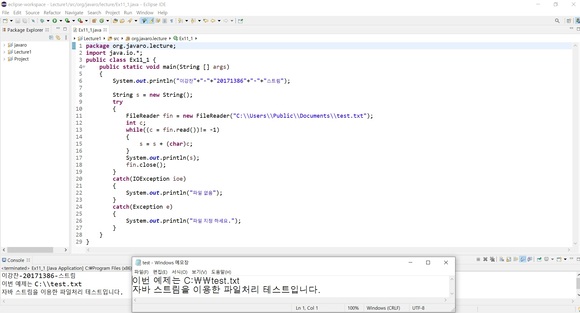 eclipse-workspace - Lecture1/src/org/javaro/lecture/Ex11_1.java - Eclipse IDE
File Edit Source Refactor Navigate Search Project Run Window Help
Package Explorer
Ex11_1.java
Lecture1 src org.javaro.lecture Ex11_1
javaro
Lecture1
Project
1 package org.javaro.lecture;
2 import java.io.*;
3 public class Ex11_1 {
4 public static void main(String [] args)
5 {
6 System.out.println("이강찬"+"-"+"20171386"+"-"+"스트림");
7
8 String s = new String();
9 try
10 {
11 FileReader fin = new FileReader("C:\\Users\\Public\\Documents\\test.txt");
12 int c;
13 while((c = fin.read())!= -1)
14 {
15 s = s + (char)c;
16 }
17 System.out.println(s);
18 fin.close();
19 }
20 catch(IOException ioe)
21 {
22 System.out.println("파일 없음");
23 }
24 catch(Exception e)
25 {
26 System.out.println("파일 지정 하세요.");
27 }
28 }
29 }
Console
<terminated> Ex11_1 [Java Application] C:\Program Files (x86)
이강찬-20171386-스트림
이번 예제는 C:\\test.txt
자바 스트림을 이용한 파일처리 테스트입니다.
test - Windows 메모장
파일(F) 편집(E) 서식(O) 보기(V) 도움말(H)
이번 예제는 C:₩₩test.txt
자바 스트림을 이용한 파일처리 테스트입니다.
Ln 1, Col 1 100% Windows (CRLF) UTF-8